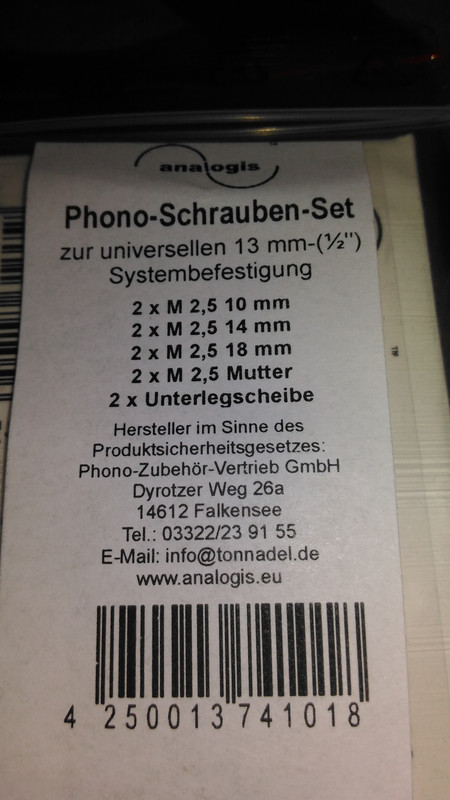 analogis
Phono-Schrauben-Set
zur universellen 13 mm-(½")
Systembefestigung
2 x M 2,5 10 mm
2 x M 2,5 14 mm
2 x M 2,5 18 mm
2 x M 2,5 Mutter
2 x Unterlegscheibe
Hersteller im Sinne des
Produktsicherheitsgesetzes:
Phono-Zubehör-Vertrieb GmbH
Dyrotzer Weg 26a
14612 Falkensee
Tel.: 03322/23 91 55
E-Mail: info@tonnadel.de
www.analogis.eu
4 250013 741018